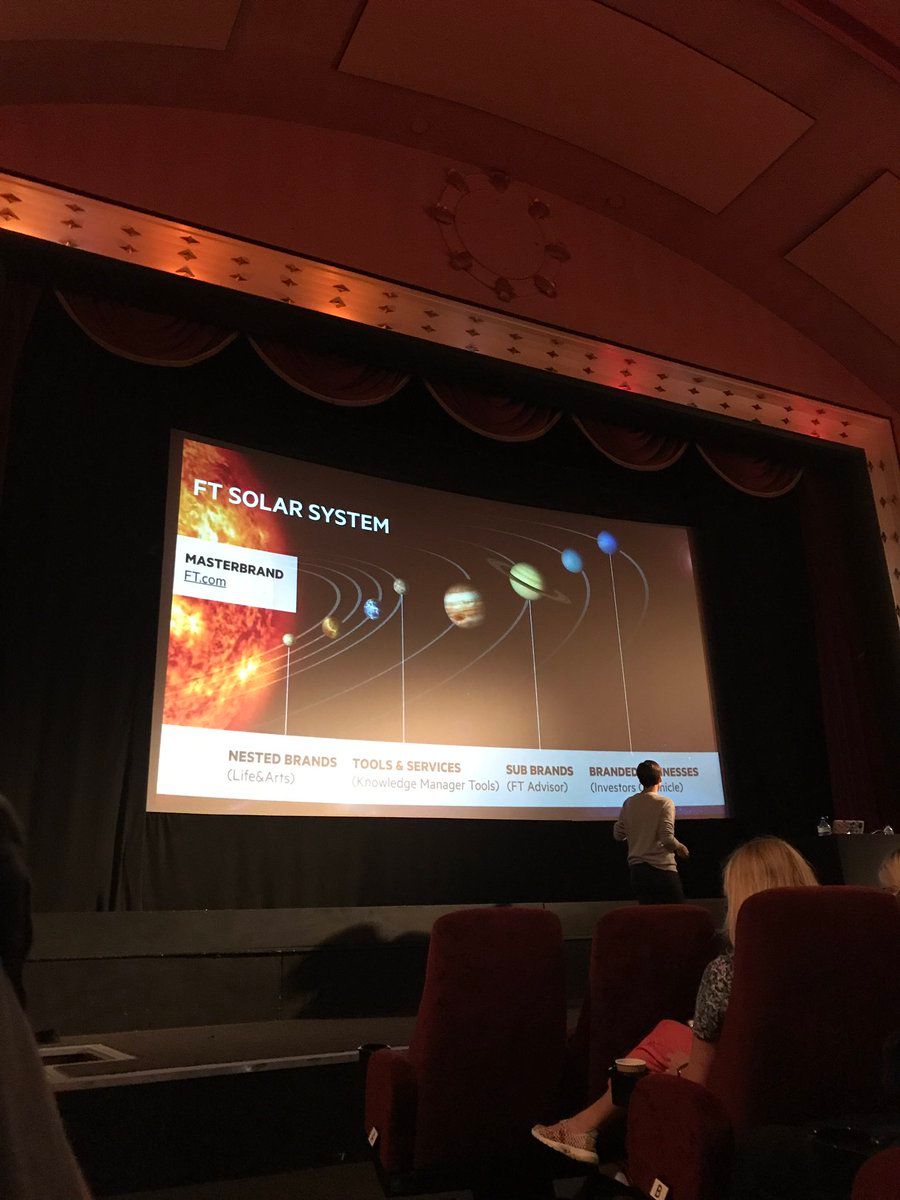 FT SOLAR SYSTEM
MASTERBRAND
FT.com
NESTED BRANDS
(Life&Arts)
TOOLS & SERVICES
(Knowledge Manager Tools)
SUB BRANDS
(FT Advisor)
BRANDED
(Investors
B